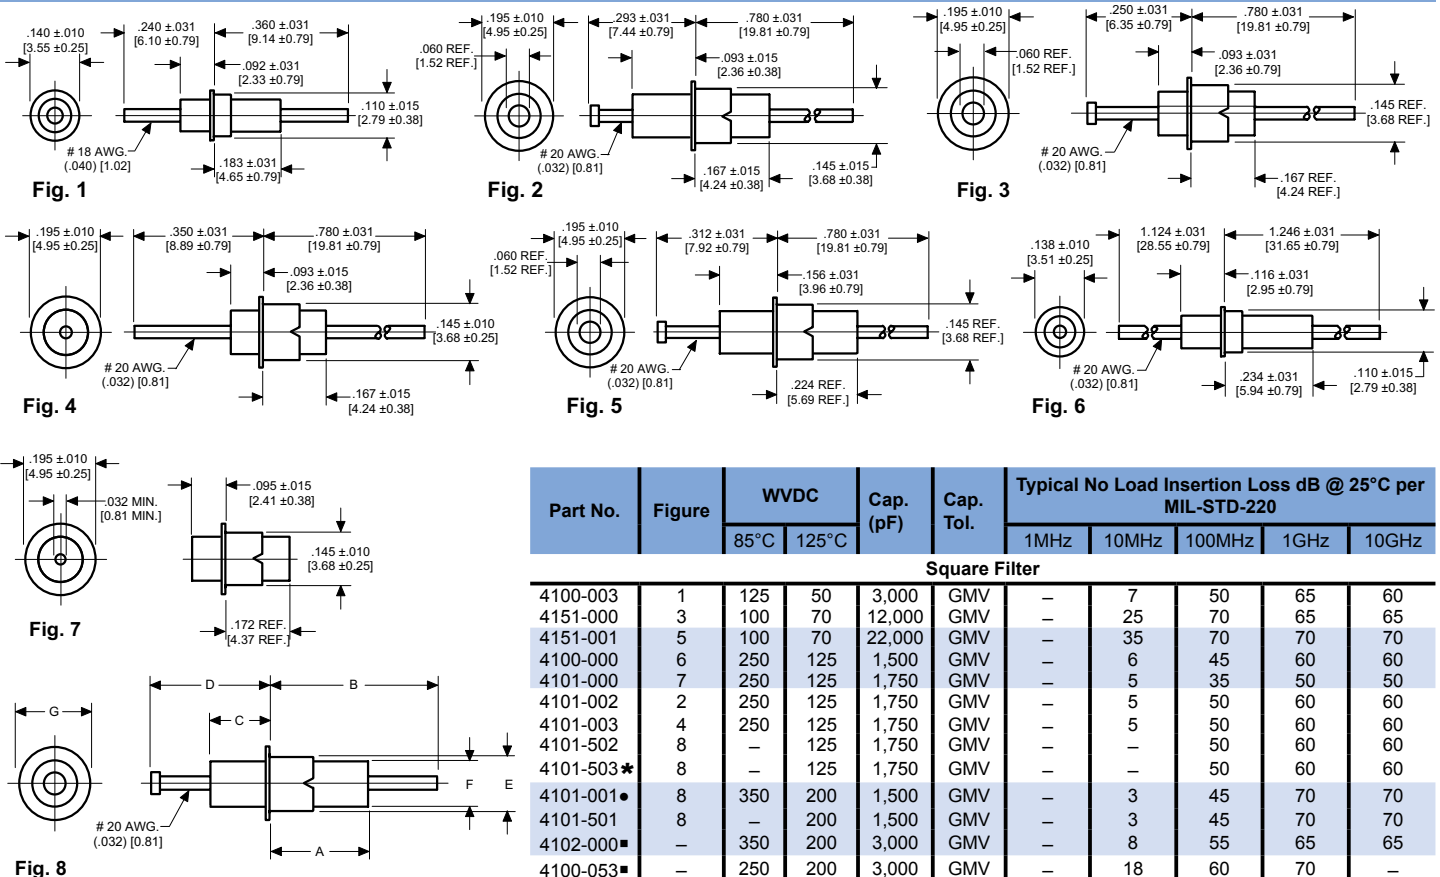 .140 ±.010
[3.55 ±0.25]
.240 ±.031
[6.10 ±0.79]
.360 ±.031
[9.14 ±0.79]
.092 ±.031
[2.33 ±0.79]
.110 ±.015
[2.79 ±0.38]
# 18 AWG.
(.040) [1.02]
.183 ±.031
[4.65 ±0.79]
Fig. 1
.195 ±.010
[4.95 ±0.25]
.060 REF.
[1.52 REF.]
.293 ±.031
[7.44 ±0.79]
.780 ±.031
[19.81 ±0.79]
.093 ±.015
[2.36 ±0.38]
# 20 AWG.
(.032) [0.81]
.167 ±.015
[4.24 ±0.38]
.145 ±.015
[3.68 ±0.38]
Fig. 2
.195 ±.010
[4.95 ±0.25]
.060 REF.
[1.52 REF.]
.250 ±.031
[6.35 ±0.79]
.780 ±.031
[19.81 ±0.79]
.093 ±.031
[2.36 ±0.79]
.145 REF.
[3.68 REF.]
# 20 AWG.
(.032) [0.81]
.167 REF.
[4.24 REF.]
Fig. 3
.195 ±.010
[4.95 ±0.25]
.350 ±.031
[8.89 ±0.79]
.780 ±.031
[19.81 ±0.79]
.093 ±.015
[2.36 ±0.38]
.145 ±.010
[3.68 ±0.25]
# 20 AWG.
(.032) [0.81]
.167 ±.015
[4.24 ±0.38]
Fig. 4
.195 ±.010
[4.95 ±0.25]
.060 REF.
[1.52 REF.]
.312 ±.031
[7.92 ±0.79]
.780 ±.031
[19.81 ±0.79]
.156 ±.031
[3.96 ±0.79]
.145 REF.
[3.68 REF.]
# 20 AWG.
(.032) [0.81]
.224 REF.
[5.69 REF.]
Fig. 5
.138 ±.010
[3.51 ±0.25]
1.124 ±.031
[28.55 ±0.79]
1.246 ±.031
[31.65 ±0.79]
.116 ±.031
[2.95 ±0.79]
# 20 AWG.
(.032) [0.81]
.234 ±.031
[5.94 ±0.79]
.110 ±.015
[2.79 ±0.38]
Fig. 6
.195 ±.010
[4.95 ±0.25]
.032 MIN.
[0.81 MIN.]
.095 ±.015
[2.41 ±0.38]
.145 ±.010
[3.68 ±0.25]
.172 REF.
[4.37 REF.]
Fig. 7
D B
G
C
F E
# 20 AWG.
(.032) [0.81]
A
Fig. 8
Part No. Figure WVDC Cap. (pF) Cap. Tol. Typical No Load Insertion Loss dB @ 25°C per MIL-STD-220
85°C 125°C 1MHz 10MHz 100MHz 1GHz 10GHz
Square Filter
4100-003 1 125 50 3,000 GMV – 7 50 65 60
4151-000 3 100 70 12,000 GMV – 25 70 65 65
4151-001 5 100 70 22,000 GMV – 35 70 70 70
4100-000 6 250 125 1,500 GMV – 6 45 60 60
4101-000 7 250 125 1,750 GMV – 5 35 50 50
4101-002 2 250 125 1,750 GMV – 5 50 60 60
4101-003 4 250 125 1,750 GMV – 5 50 60 60
4101-502 8 – 125 1,750 GMV – – 50 60 60
4101-503★ 8 – 125 1,750 GMV – – 50 60 60
4101-001● 8 350 200 1,500 GMV – 3 45 70 70
4101-501 8 – 200 1,500 GMV – 3 45 70 70
4102-000■ – 350 200 3,000 GMV – 8 55 65 65
4100-053■ – 250 200 3,000 GMV – 18 60 70 –